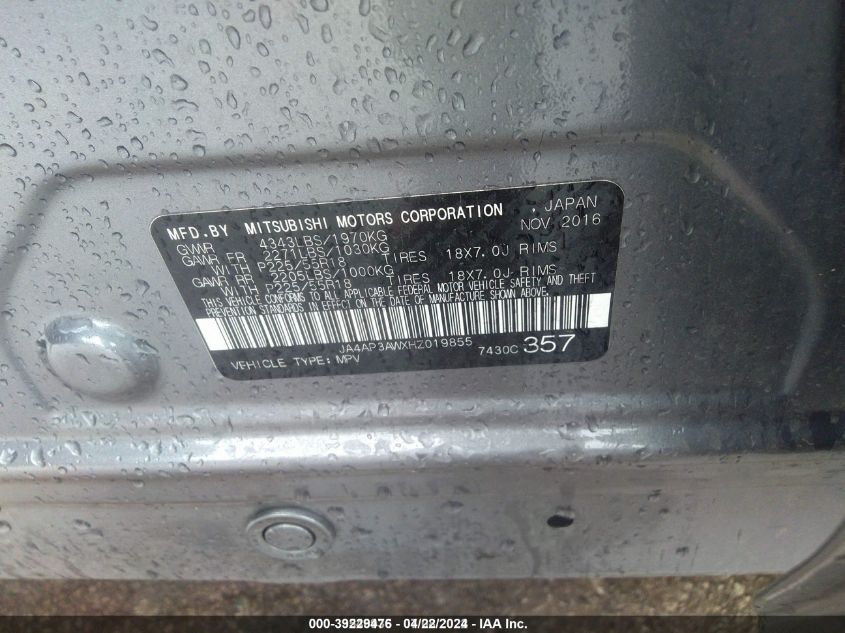 MFD.BY MITSUBISHI MOTORS CORPORATION . JAPAN
GVWR 4343LBS/1970KG NOV 2016
GAWR FR 2271LBS/1030KG
WITH P225/55R18 TIRES 18X7.0J RIMS
GAWR RR 2205LBS/1000KG
WITH P225/55R18 TIRES 18X7.0J RIMS
THIS VEHICLE CONFORMS TO ALL APPLICABLE FEDERAL MOTOR VEHICLE SAFETY AND THEFT
PREVENTION STANDARDS IN EFFECT ON THE DATE OF MANUFACTURE SHOWN ABOVE.
JA4AP3AWXHZ019855
VEHICLE TYPE: MPV 7430C 357
000-39229476 - 04/22/2024 - IAA Inc.